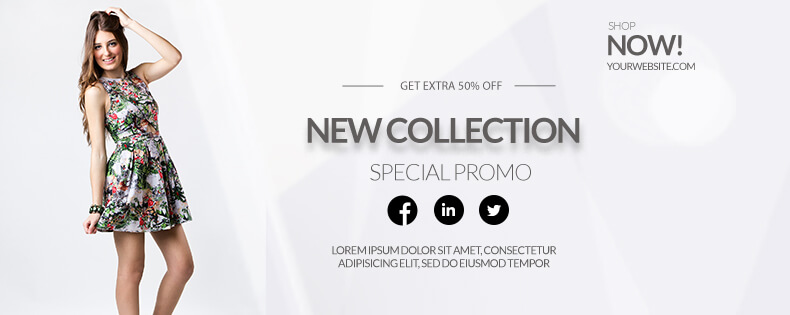 SHOP
NOW!
YOURWEBSITE.COM
GET EXTRA 50% OFF
NEW COLLECTION
SPECIAL PROMO
f in
LOREM IPSUM DOLOR SIT AMET, CONSECTETUR
ADIPISICING ELIT, SED DO EIUSMOD TEMPOR